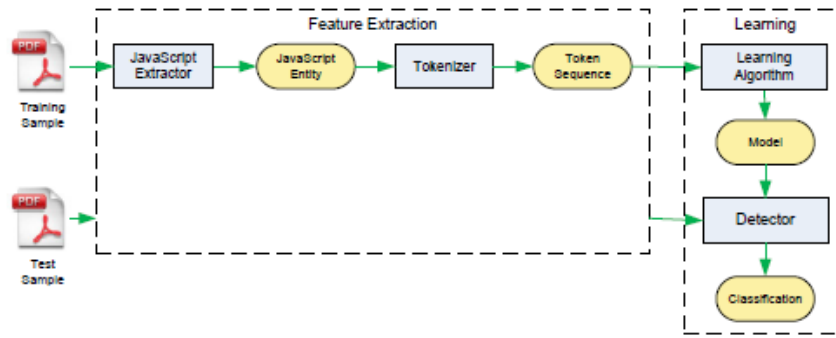 Feature Extraction
Learning
PDF
Training
Sample
JavaScript
Extractor
JavaScript
Entity
Tokenizer
Token
Sequence
Learning
Algorithm
Model
PDF
Test
Sample
Detector
Classification